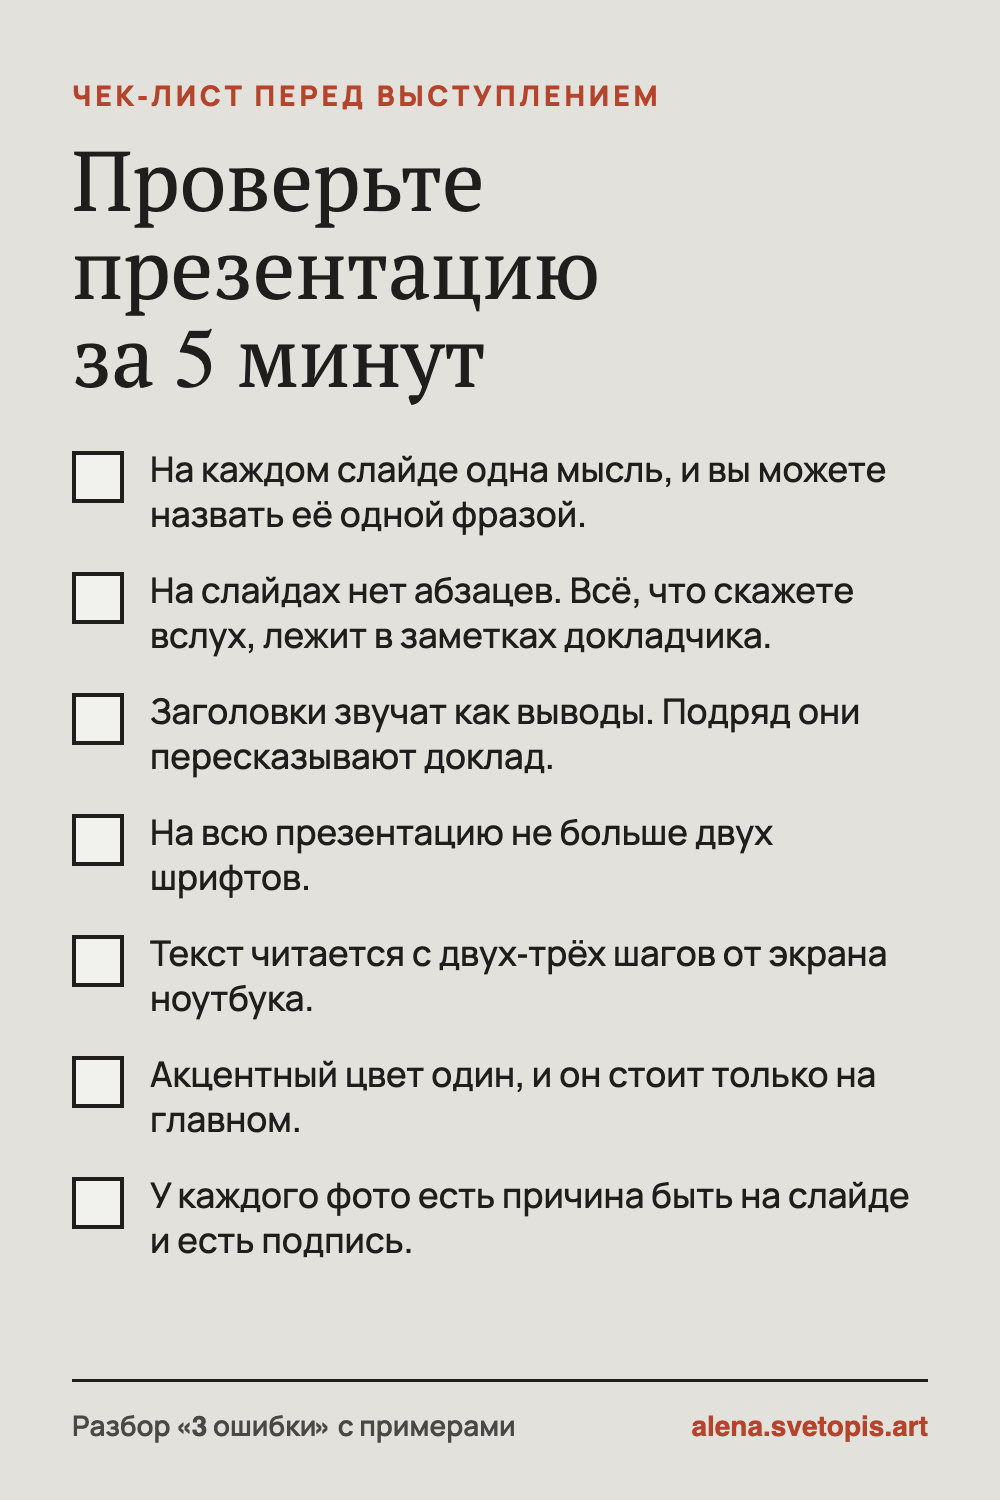 ЧЕК-ЛИСТ ПЕРЕД ВЫСТУПЛЕНИЕМ
Проверьте
презентацию
за 5 минут
На каждом слайде одна мысль, и вы можете
назвать её одной фразой.
На слайдах нет абзацев. Всё, что скажете
вслух, лежит в заметках докладчика.
Заголовки звучат как выводы. Подряд они
пересказывают доклад.
На всю презентацию не больше двух
шрифтов.
Текст читается с двух-трёх шагов от экрана
ноутбука.
Акцентный цвет один, и он стоит только на
главном.
У каждого фото есть причина быть на слайде
и есть подпись.
Разбор «3 ошибки» с примерами
alena.svetopis.art